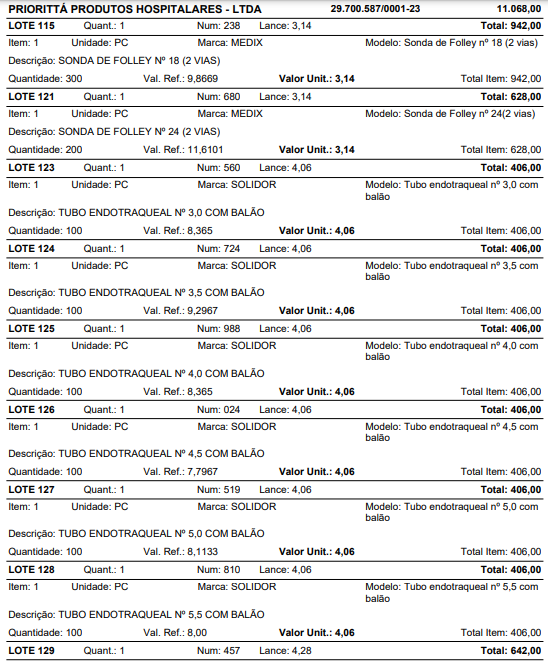 PRIORITTÁ PRODUTOS HOSPITALARES - LTDA 29.700.587/0001-23 11.068,00
LOTE 115 Quant.: 1 Num: 238 Lance: 3,14 Total: 942,00
Item: 1 Unidade: PC Marca: MEDIX Modelo: Sonda de Folley nº 18 (2 vias)
Descrição: SONDA DE FOLLEY Nº 18 (2 VIAS)
Quantidade: 300 Val. Ref.: 9,8669 Valor Unit.: 3,14 Total Item: 942,00
LOTE 121 Quant.: 1 Num: 680 Lance: 3,14 Total: 628,00
Item: 1 Unidade: PC Marca: MEDIX Modelo: Sonda de Folley nº 24(2 vias)
Descrição: SONDA DE FOLLEY Nº 24 (2 VIAS)
Quantidade: 200 Val. Ref.: 11,6101 Valor Unit.: 3,14 Total Item: 628,00
LOTE 123 Quant.: 1 Num: 560 Lance: 4,06 Total: 406,00
Item: 1 Unidade: PC Marca: SOLIDOR Modelo: Tubo endotraqueal nº 3,0 com
balão
Descrição: TUBO ENDOTRAQUEAL Nº 3,0 COM BALÃO
Quantidade: 100 Val. Ref.: 8,365 Valor Unit.: 4,06 Total Item: 406,00
LOTE 124 Quant.: 1 Num: 724 Lance: 4,06 Total: 406,00
Item: 1 Unidade: PC Marca: SOLIDOR Modelo: Tubo endotraqueal nº 3,5 com
balão
Descrição: TUBO ENDOTRAQUEAL Nº 3,5 COM BALÃO
Quantidade: 100 Val. Ref.: 9,2967 Valor Unit.: 4,06 Total Item: 406,00
LOTE 125 Quant.: 1 Num: 988 Lance: 4,06 Total: 406,00
Item: 1 Unidade: PC Marca: SOLIDOR Modelo: Tubo endotraqueal nº 4,0 com
balão
Descrição: TUBO ENDOTRAQUEAL Nº 4,0 COM BALÃO
Quantidade: 100 Val. Ref.: 8,365 Valor Unit.: 4,06 Total Item: 406,00
LOTE 126 Quant.: 1 Num: 024 Lance: 4,06 Total: 406,00
Item: 1 Unidade: PC Marca: SOLIDOR Modelo: Tubo endotraqueal nº 4,5 com
balão
Descrição: TUBO ENDOTRAQUEAL Nº 4,5 COM BALÃO
Quantidade: 100 Val. Ref.: 7,7967 Valor Unit.: 4,06 Total Item: 406,00
LOTE 127 Quant.: 1 Num: 519 Lance: 4,06 Total: 406,00
Item: 1 Unidade: PC Marca: SOLIDOR Modelo: Tubo endotraqueal nº 5,0 com
balão
Descrição: TUBO ENDOTRAQUEAL Nº 5,0 COM BALÃO
Quantidade: 100 Val. Ref.: 8,1133 Valor Unit.: 4,06 Total Item: 406,00
LOTE 128 Quant.: 1 Num: 810 Lance: 4,06 Total: 406,00
Item: 1 Unidade: PC Marca: SOLIDOR Modelo: Tubo endotraqueal nº 5,5 com
balão
Descrição: TUBO ENDOTRAQUEAL Nº 5,5 COM BALÃO
Quantidade: 100 Val. Ref.: 8,00 Valor Unit.: 4,06 Total Item: 406,00
LOTE 129 Quant.: 1 Num: 457 Lance: 4,28 Total: 642,00